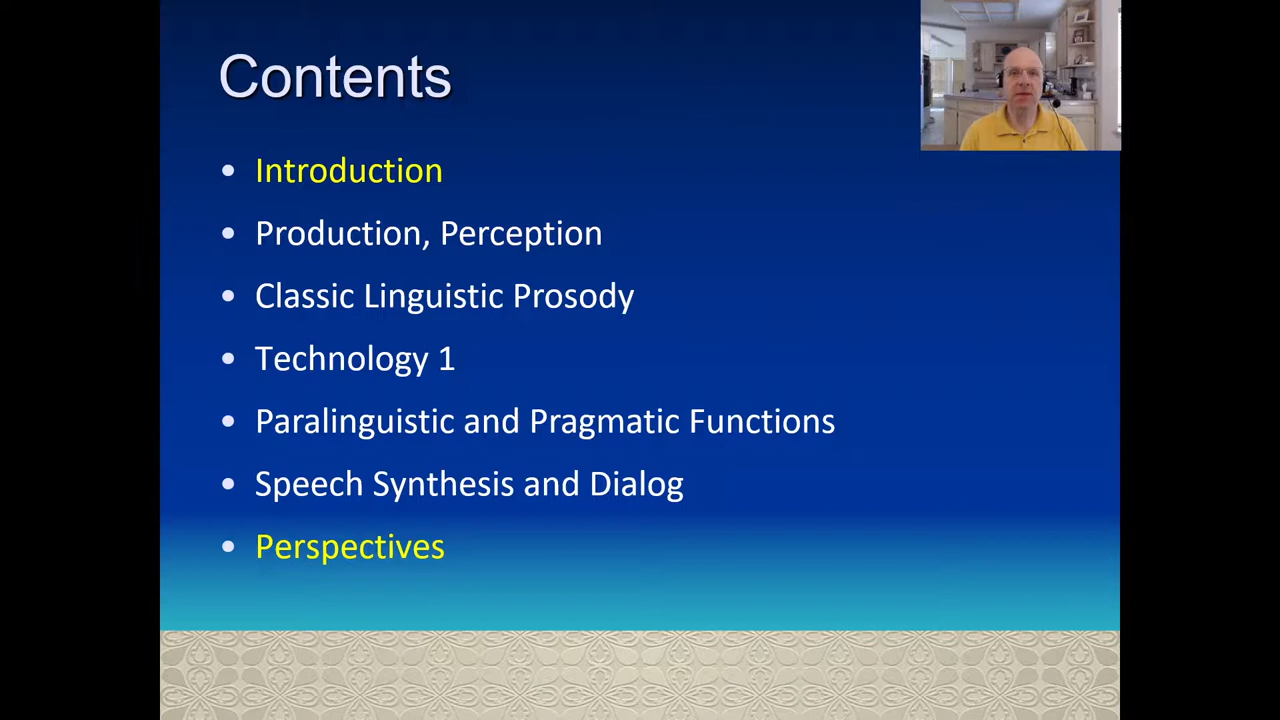 Contents
• Introduction
• Production, Perception
• Classic Linguistic Prosody
• Technology 1
• Paralinguistic and Pragmatic Functions
• Speech Synthesis and Dialog
• Perspectives